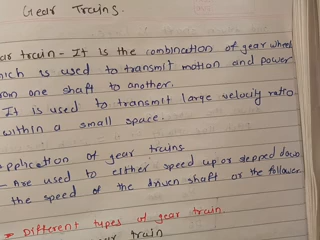 Gear Trains.
ar train - It is the combination of gear wheel
hich is used to transmit motion and power
rom one shaft to another.
It is used to transmit large velocity ratio.
within a small space.
pplication of gear trains
- Are used to either speed up or stepped down
the speed of the driven shaft or the follower.
Different types of gear train.
train